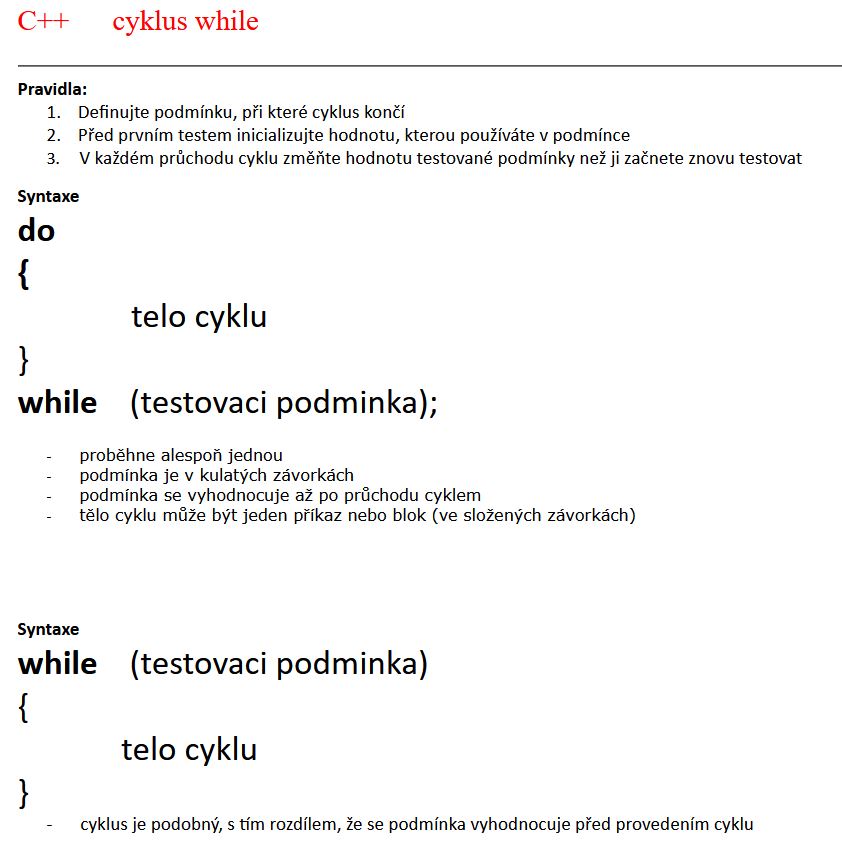 C++ cyklus while
Pravidla:
1. Definujte podmínku, při které cyklus končí
2. Před prvním testem inicializujte hodnotu, kterou používáte v podmínce
3. V každém průchodu cyklu změňte hodnotu testované podmínky než ji začnete znovu testovat
Syntaxe
do
{
telo cyklu
}
while (testovaci podminka);
- proběhne alespoň jednou
- podmínka je v kulatých závorkách
- podmínka se vyhodnocuje až po průchodu cyklem
- tělo cyklu může být jeden příkaz nebo blok (ve složených závorkách)
Syntaxe
while (testovaci podminka)
{
telo cyklu
}
- cyklus je podobný, s tím rozdílem, že se podmínka vyhodnocuje před provedením cyklu